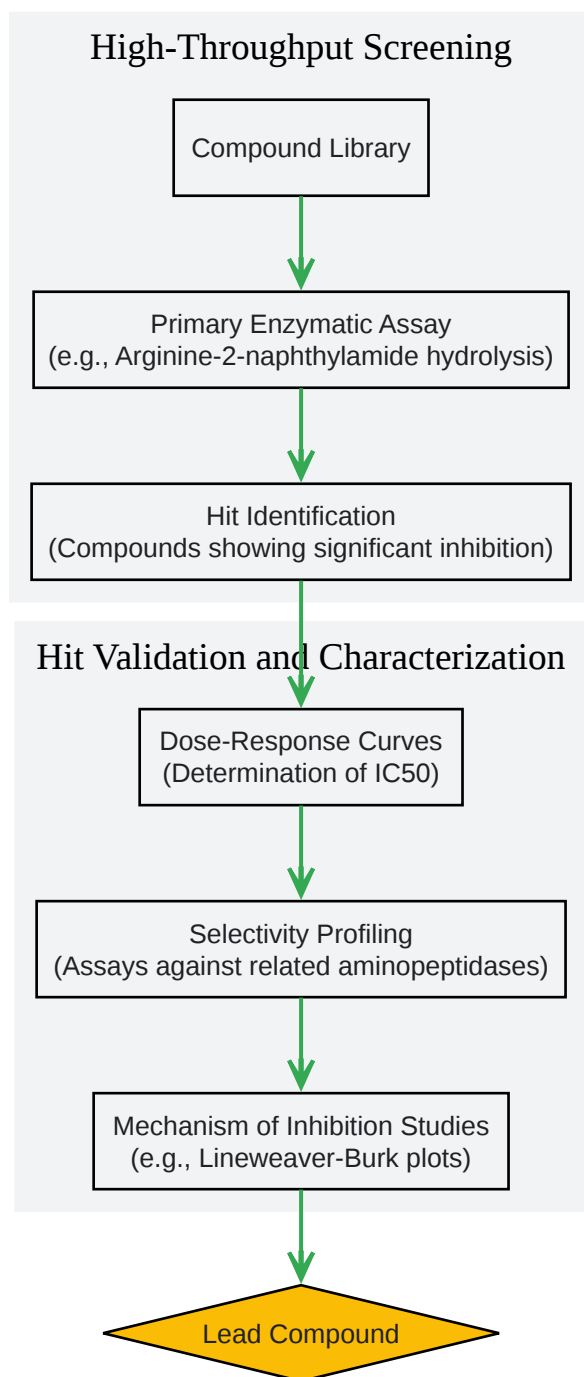 High-Throughput Screening
Compound Library
Primary Enzymatic Assay
(e.g., Arginine-2-naphthylamide hydrolysis)
Hit Identification
(Compounds showing significant inhibition)
Hit Validation and Characterization
Dose-Response Curves
(Determination of IC50)
Selectivity Profiling
(Assays against related aminopeptidases)
Mechanism of Inhibition Studies
(e.g., Lineweaver-Burk plots)
Lead Compound